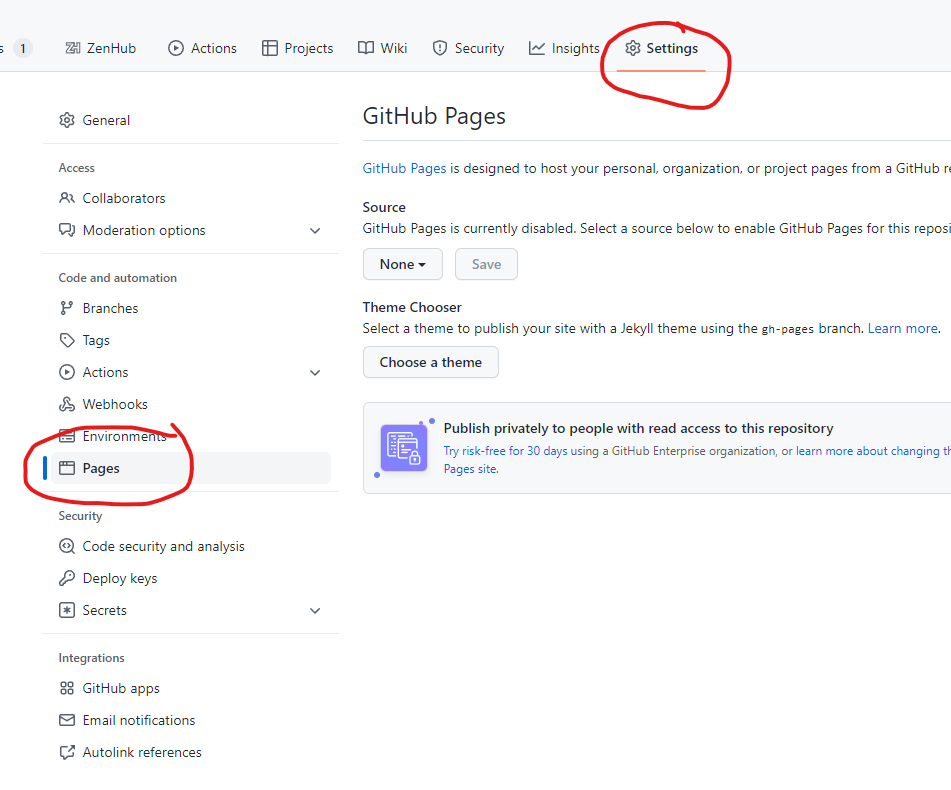 s 1 ZenHub Actions Projects Wiki Security Insights Settings
General
Access
Collaborators
Moderation options
Code and automation
Branches
Tags
Actions
Webhooks
Environments
Pages
Security
Code security and analysis
Deploy keys
Secrets
Integrations
GitHub apps
Email notifications
Autolink references
GitHub Pages
GitHub Pages is designed to host your personal, organization, or project pages from a GitHub re
Source
GitHub Pages is currently disabled. Select a source below to enable GitHub Pages for this reposi
None Save
Theme Chooser
Select a theme to publish your site with a Jekyll theme using the gh-pages branch. Learn more.
Choose a theme
Publish privately to people with read access to this repository
Try risk-free for 30 days using a GitHub Enterprise organization, or learn more about changing th
Pages site.